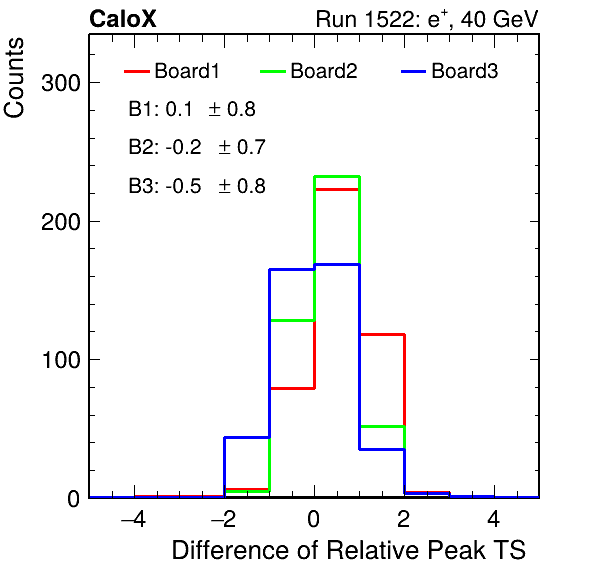 CaloX Run 1522: e⁺, 40 GeV
Counts
Board1 Board2 Board3
B1: 0.1 ± 0.8
B2: -0.2 ± 0.7
B3: -0.5 ± 0.8
300
200
100
0
−4 −2 0 2 4
Difference of Relative Peak TS